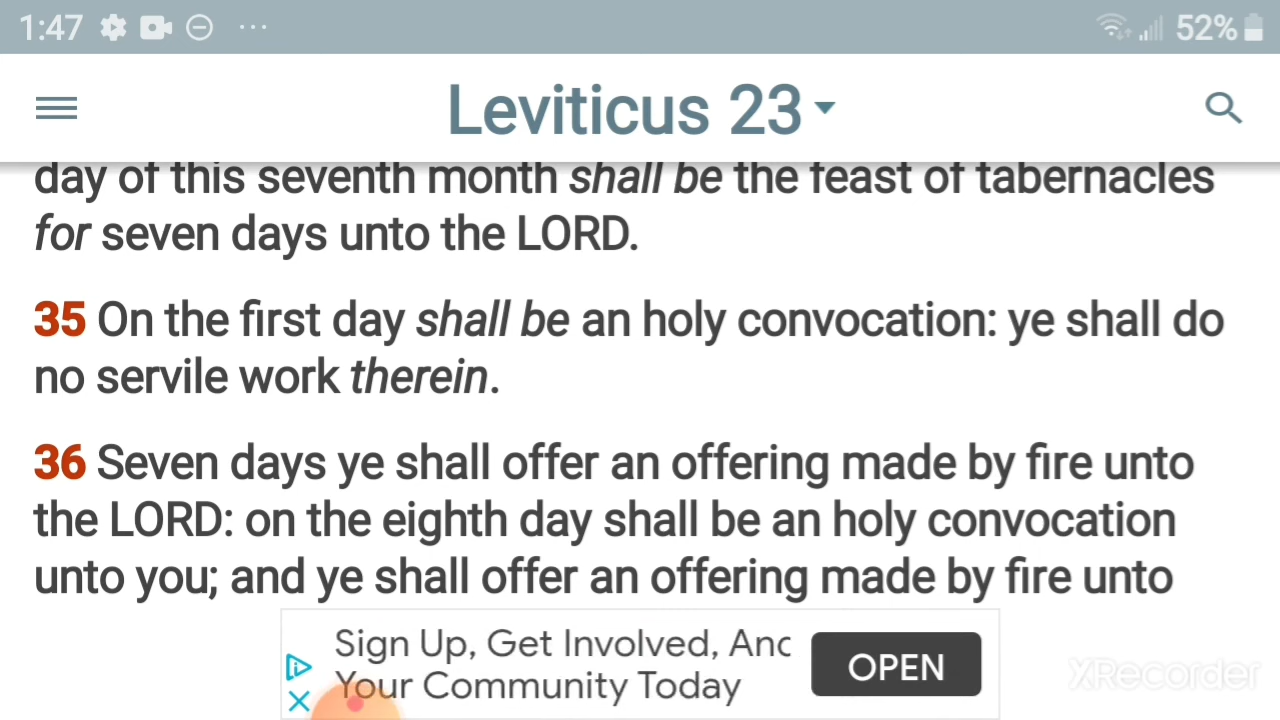 1:47 52%
Leviticus 23
day of this seventh month shall be the feast of tabernacles
for seven days unto the LORD.
35 On the first day shall be an holy convocation: ye shall do
no servile work therein.
36 Seven days ye shall offer an offering made by fire unto
the LORD: on the eighth day shall be an holy convocation
unto you; and ye shall offer an offering made by fire unto
Sign Up, Get Involved, And
Your Community Today
OPEN
XRecorder